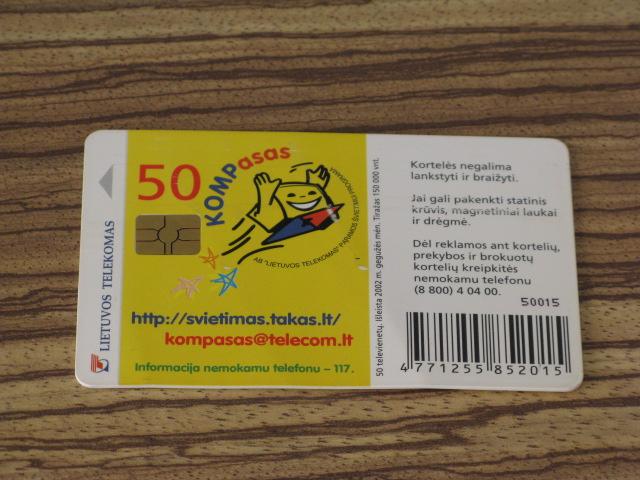 LIETUVOS TELEKOMAS
50
KOMPasas
AB "LIETUVOS TELEKOMAS" PARAMOS ŠVIETIMUI PROGRAMA
http://svietimas.takas.lt/
kompasas@telecom.lt
Informacija nemokamu telefonu – 117.
50 televienetų. Išleista 2002 m. gegužės mėn. Tiražas 150 000 vnt.
Kortelės negalima
lankstyti ir braižyti.
Jai gali pakenkti statinis
krūvis, magnetiniai laukai
ir drėgmė.
Dėl reklamos ant kortelių,
prekybos ir brokuotų
kortelių kreipkitės
nemokamu telefonu
(8 800) 4 04 00.
50015
4 771255 852015